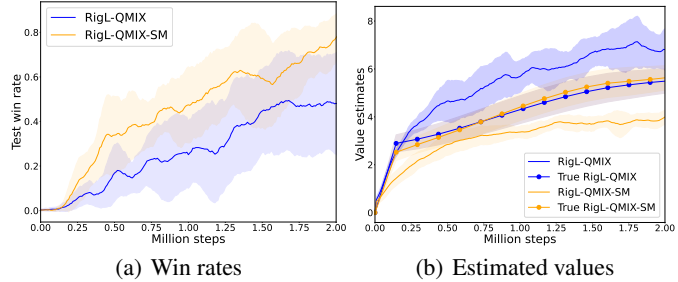 RigL-QMIX
RigL-QMIX-SM
Test win rate
0.8
0.6
0.4
0.2
0.0
0.00 0.25 0.50 0.75 1.00 1.25 1.50 1.75 2.00
Million steps
(a) Win rates
Value estimates
8
6
4
2
0
RigL-QMIX
True RigL-QMIX
RigL-QMIX-SM
True RigL-QMIX-SM
0.00 0.25 0.50 0.75 1.00 1.25 1.50 1.75 2.00
Million steps
(b) Estimated values